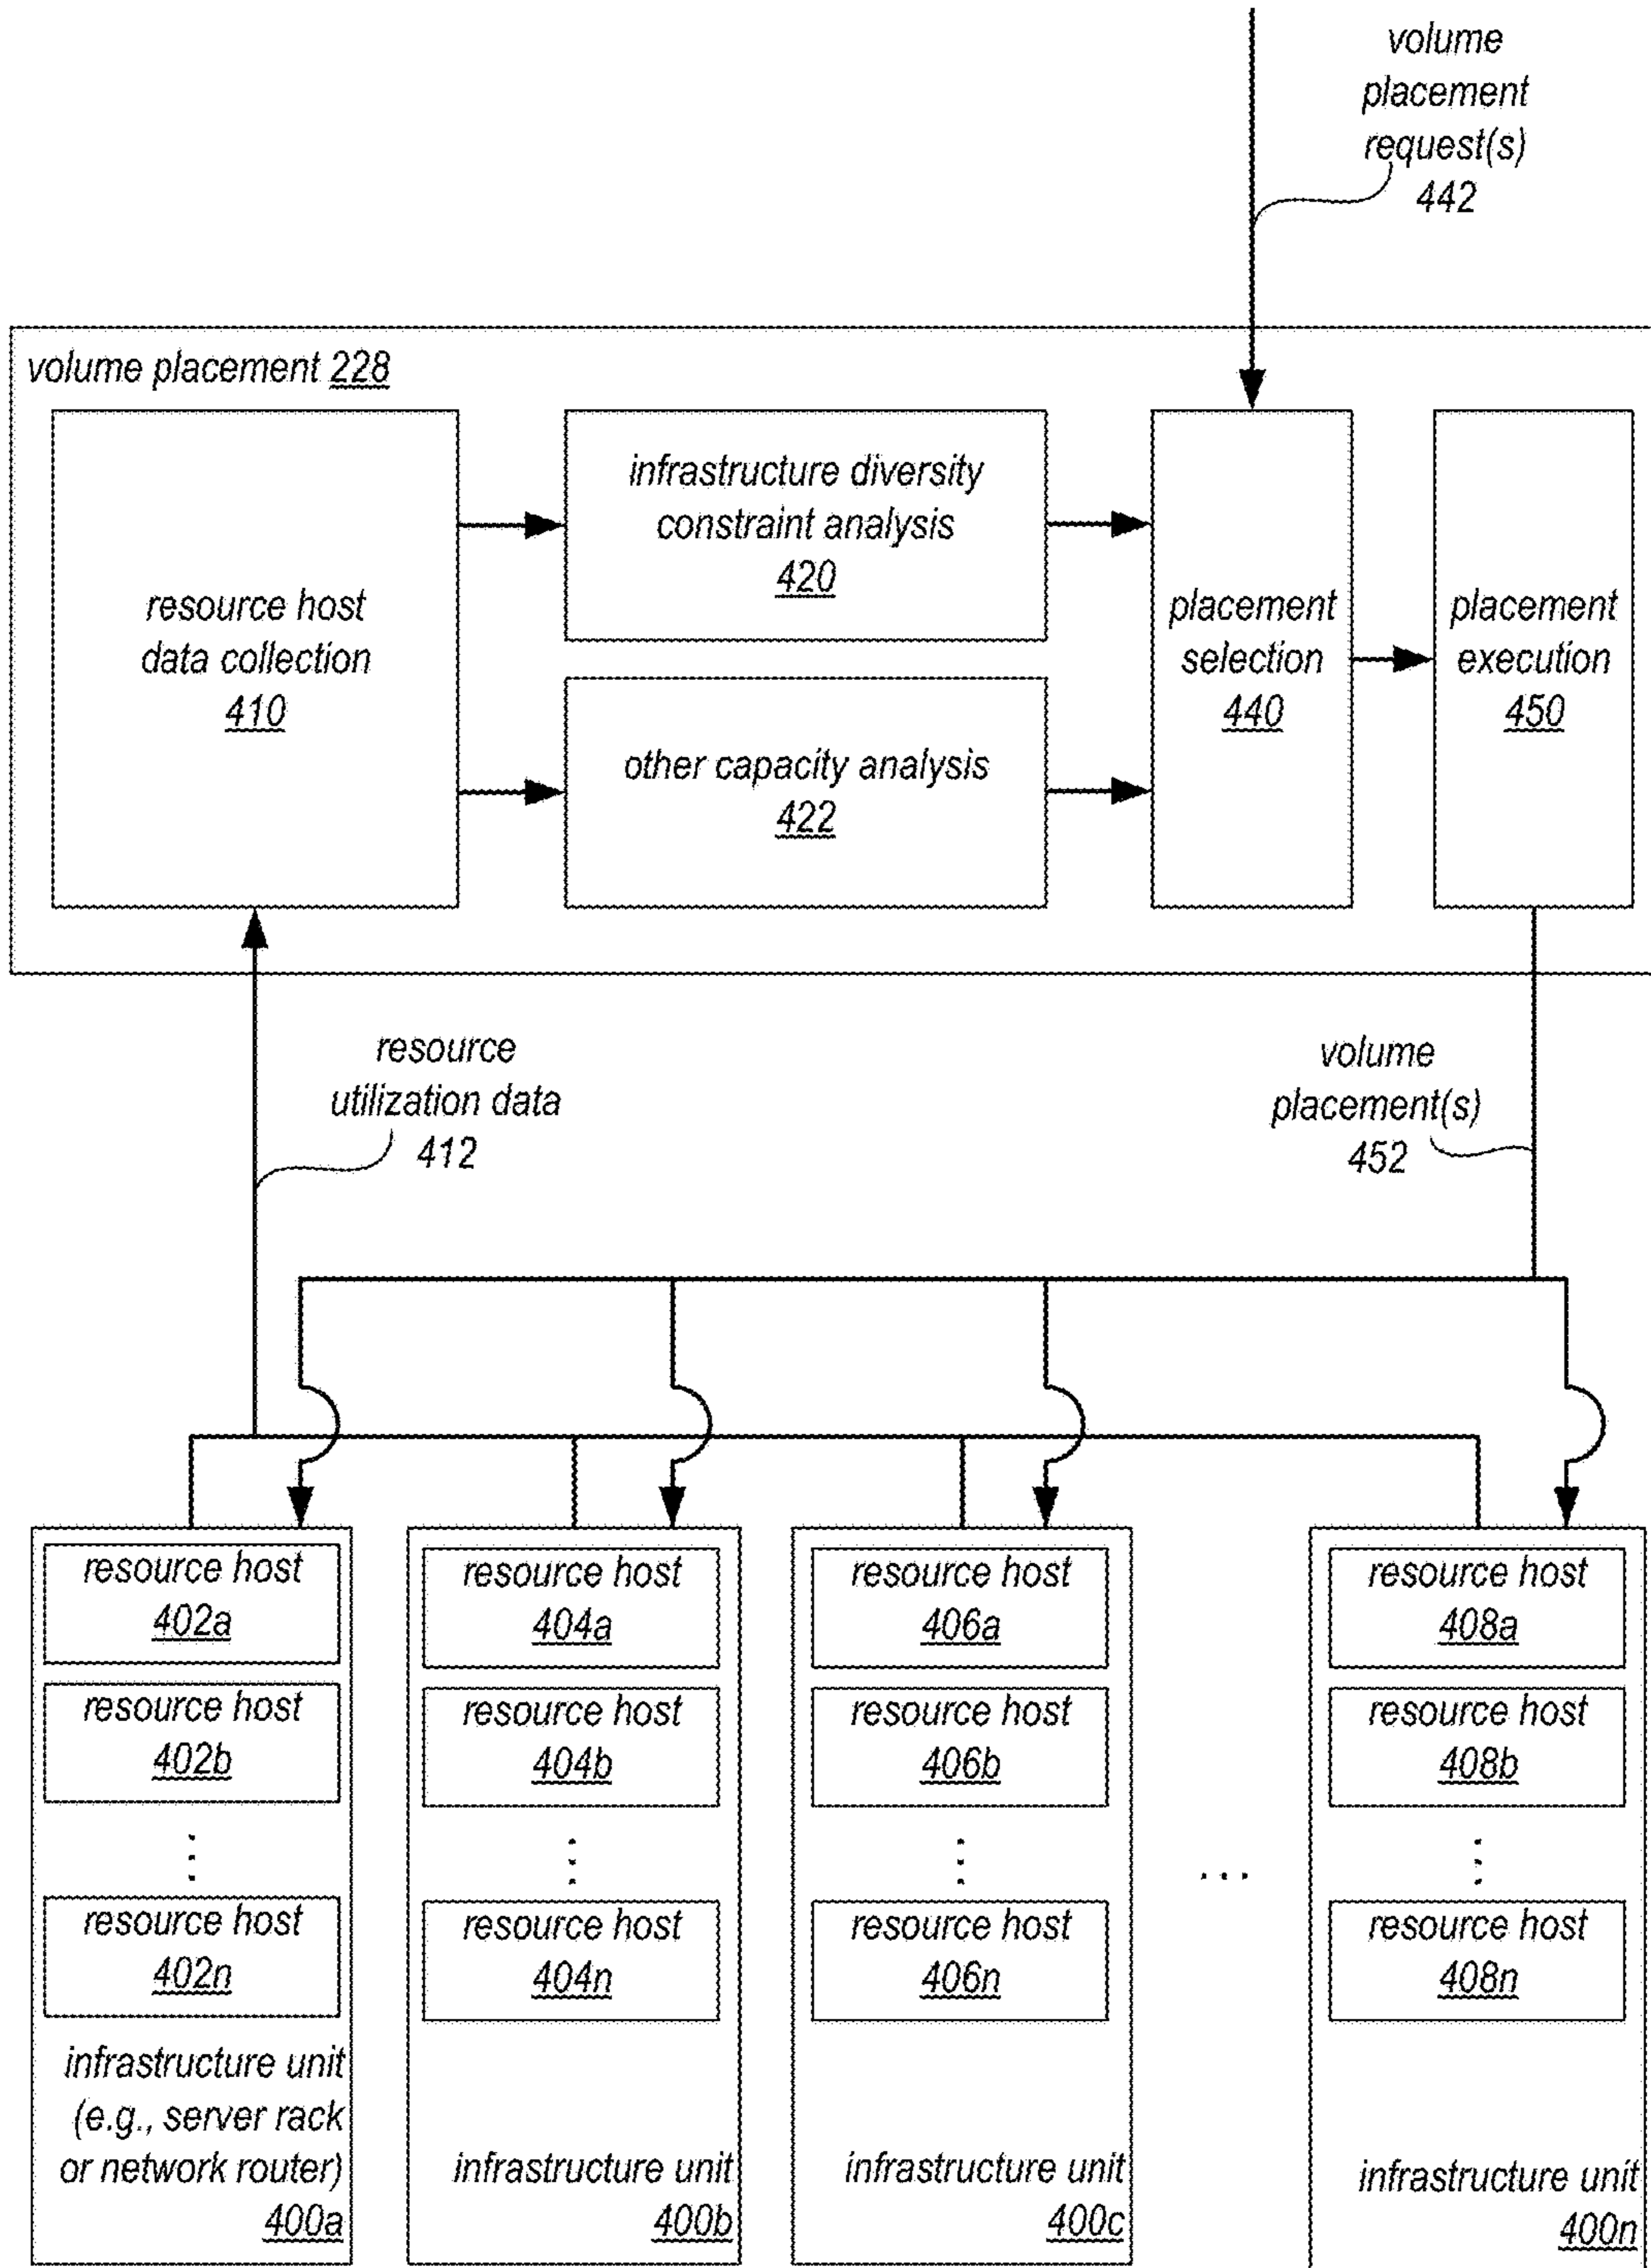 volume
placement
request(s)
442
volume placement 228
resource host
data collection
410
infrastructure diversity
constraint analysis
420
other capacity analysis
422
placement
selection
440
placement
execution
450
resource
utilization data
412
volume
placement(s)
452
resource host
402a
resource host
402b
resource host
402n
infrastructure unit
(e.g., server rack
or network router)
400a
resource host
404a
resource host
404b
resource host
404n
infrastructure unit
400b
resource host
406a
resource host
406b
resource host
406n
infrastructure unit
400c
...
resource host
408a
resource host
408b
resource host
408n
infrastructure unit
400n